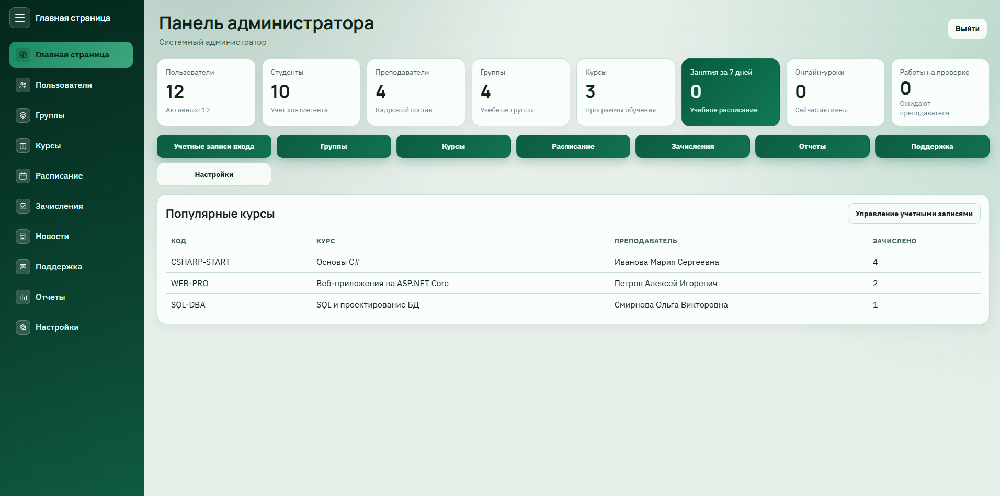 Главная страница
Главная страница
Пользователи
Группы
Курсы
Расписание
Зачисления
Новости
Поддержка
Отчеты
Настройки
Панель администратора
Системный администратор
Выйти
Пользователи
12
Активных: 12
Студенты
10
Учет контингента
Преподаватели
4
Кадровый состав
Группы
4
Учебные группы
Курсы
3
Программы обучения
Занятия за 7 дней
0
Учебное расписание
Онлайн-уроки
0
Сейчас активны
Работы на проверке
0
Ожидают
преподавателя
Учетные записи входа
Группы
Курсы
Расписание
Зачисления
Отчеты
Поддержка
Настройки
Популярные курсы
Управление учетными записями
КОД КУРС ПРЕПОДАВАТЕЛЬ ЗАЧИСЛЕНО
CSHARP-START Основы C# Иванова Мария Сергеевна 4
WEB-PRO Веб-приложения на ASP.NET Core Петров Алексей Игоревич 2
SQL-DBA SQL и проектирование БД Смирнова Ольга Викторовна 1